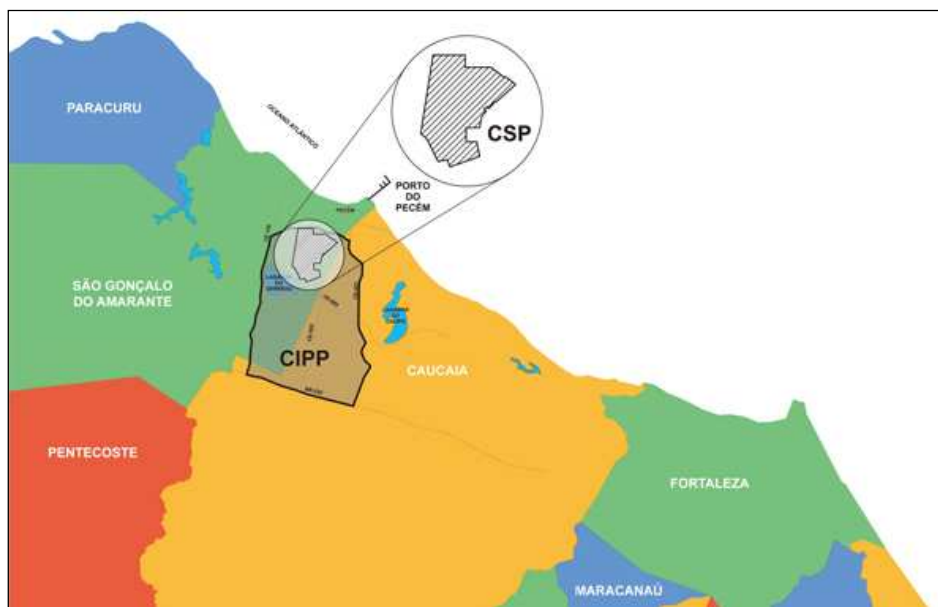 PARACURU
OCEANO ATLÂNTICO
CSP
PORTO
DO
PECÉM
PECÉM
SÃO GONÇALO
DO AMARANTE
CIPP
CAUCAIA
PENTECOSTE
FORTALEZA
MARACANAÚ